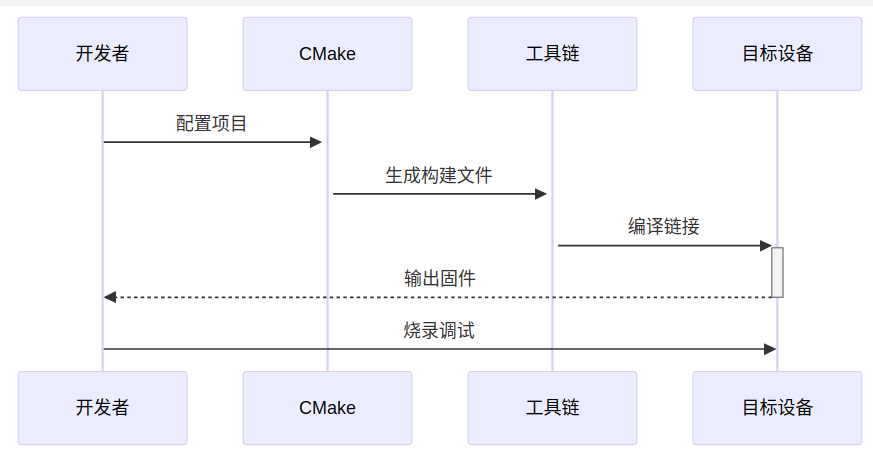 开发者
CMake
工具链
目标设备
配置项目
生成构建文件
编译链接
输出固件
烧录调试
开发者
CMake
工具链
目标设备